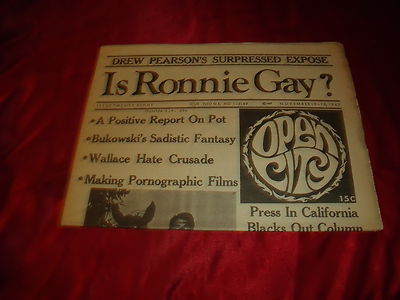 DREW PEARSON'S SURPRESSED EXPOSE
Is Ronnie Gay?
•A Positive Report On Pot
•Bukowski's Sadistic Fantasy
•Wallace Hate Crusade
•Making Pornographic Films
OPEN
CITY
15¢
Press In California
Blacks Out Column